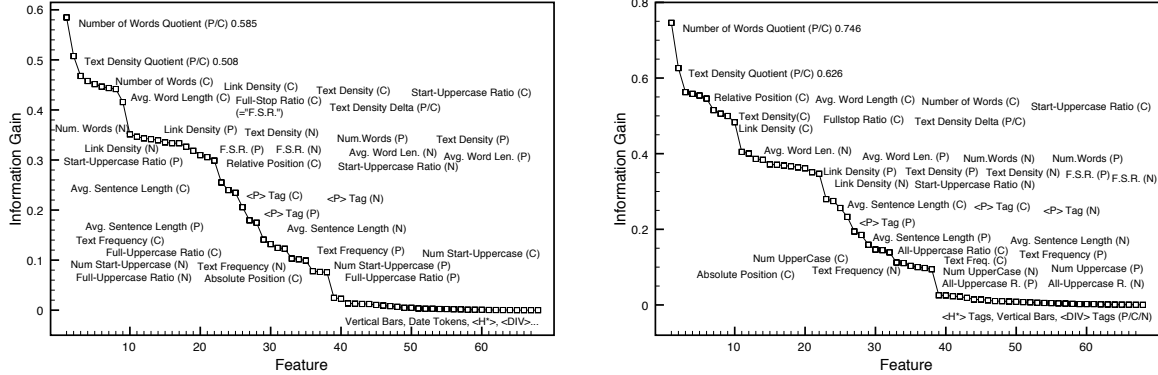 0.6
0.5
0.4
0.3
0.2
0.1
0
Information Gain
Number of Words Quotient (P/C) 0.585
Text Density Quotient (P/C) 0.508
Number of Words (C) Link Density (C) Text Density (C) Start-Uppercase Ratio (C)
Avg. Word Length (C) Full-Stop Ratio (C) Text Density Delta (P/C)
(="F.S.R.")
Num. Words (N) Link Density (P) Text Density (N) Num.Words (P) Text Density (P)
Link Density (N) F.S.R. (P) F.S.R. (N) Avg. Word Len. (N) Avg. Word Len. (P)
Start-Uppercase Ratio (P) Relative Position (C) Start-Uppercase Ratio (N)
Avg. Sentence Length (C) <P> Tag (C) <P> Tag (N)
<P> Tag (P)
Avg. Sentence Length (P) Avg. Sentence Length (N)
Text Frequency (C)
Full-Uppercase Ratio (C) Text Frequency (P) Num Start-Uppercase (C)
Num Start-Uppercase (N) Text Frequency (N) Num Start-Uppercase (P)
Full-Uppercase Ratio (N) Absolute Position (C) Full-Uppercase Ratio (P)
Vertical Bars, Date Tokens, <H*>, <DIV>...
10 20 30 40 50 60
Feature
0.8
0.6
0.4
0.2
0
Information Gain
Number of Words Quotient (P/C) 0.746
Text Density Quotient (P/C) 0.626
Relative Position (C) Avg. Word Length (C) Number of Words (C) Start-Uppercase Ratio (C)
Text Density(C) Fullstop Ratio (C) Text Density Delta (P/C)
Link Density (C)
Avg. Word Len. (N) Avg. Word Len. (P) Num.Words (N) Num.Words (P)
Link Density (P) Text Density (P) Text Density (N) F.S.R. (P) F.S.R. (N)
Link Density (N) Start-Uppercase Ratio (N)
Avg. Sentence Length (C) <P> Tag (C) <P> Tag (N)
<P> Tag (P)
Avg. Sentence Length (P) Avg. Sentence Length (N)
All-Uppercase Ratio (C) Text Frequency (P)
Num UpperCase (C) Text Freq. (C)
Absolute Position (C) Text Frequency (N) Num UpperCase (N) Num Uppercase (P)
All-Uppercase R. (P) All-Uppercase R. (N)
<H*> Tags, Vertical Bars, <DIV> Tags (P/C/N)
10 20 30 40 50 60
Feature